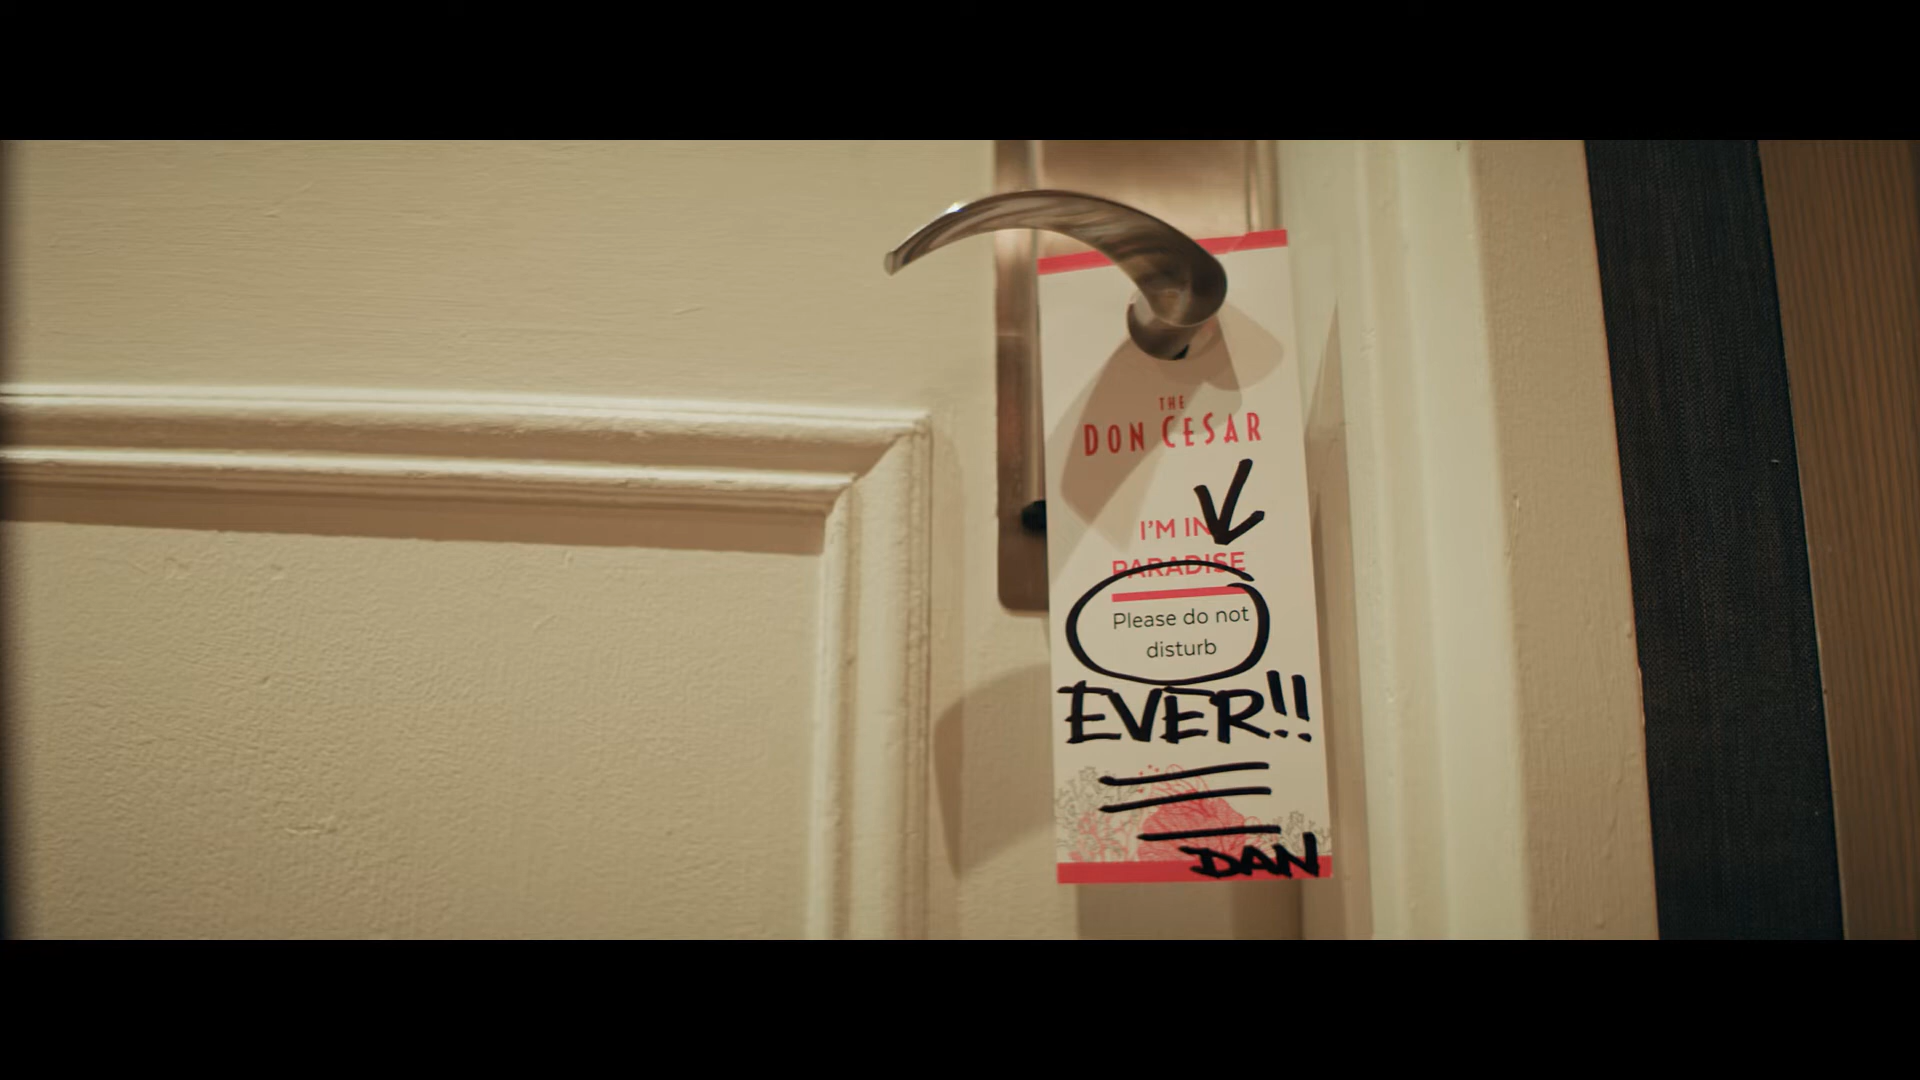 THE
DON CESAR
I'M IN
PARADISE
Please do not
disturb
EVER!!
DAN